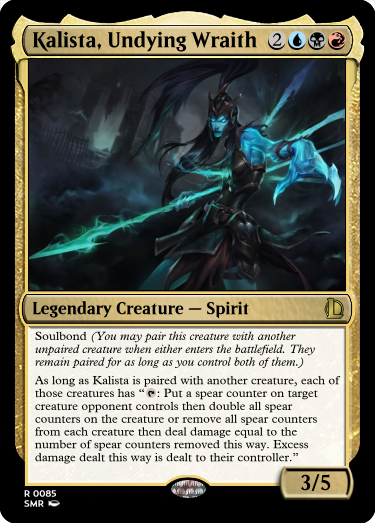 Kalista, Undying Wraith 2
Legendary Creature — Spirit
Soulbond (You may pair this creature with another
unpaired creature when either enters the battlefield. They
remain paired for as long as you control both of them.)
As long as Kalista is paired with another creature, each of
those creatures has “T: Put a spear counter on target
creature opponent controls then double all spear
counters on the creature or remove all spear counters
from each creature then deal damage equal to the
number of spear counters removed this way. Excess
damage dealt this way is dealt to their controller.”
3/5
R 0085
SMR